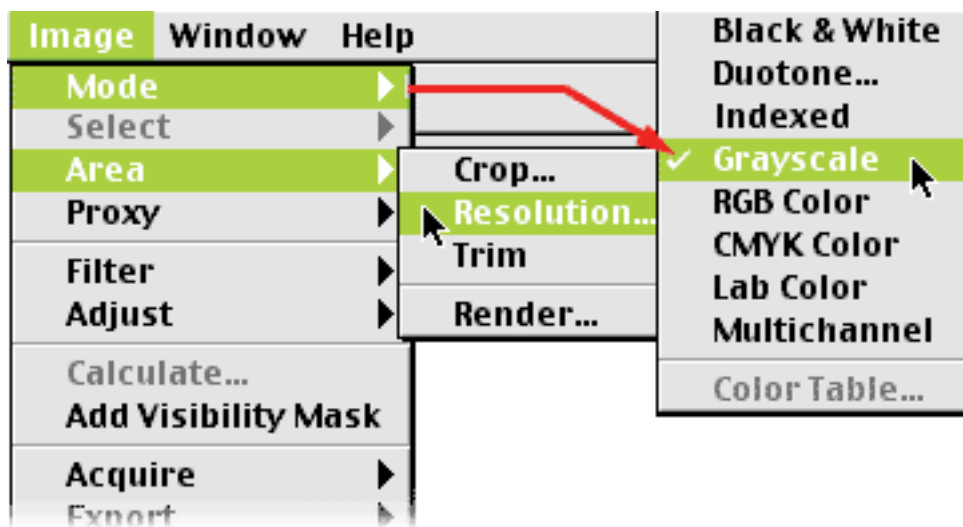 Image Window Help
Mode
Select
Area
Proxy
Filter
Adjust
Calculate...
Add Visibility Mask
Acquire
Export
Crop...
Resolution...
Trim
Render...
Black & White
Duotone...
Indexed
Grayscale
RGB Color
CMYK Color
Lab Color
Multichannel
Color Table...